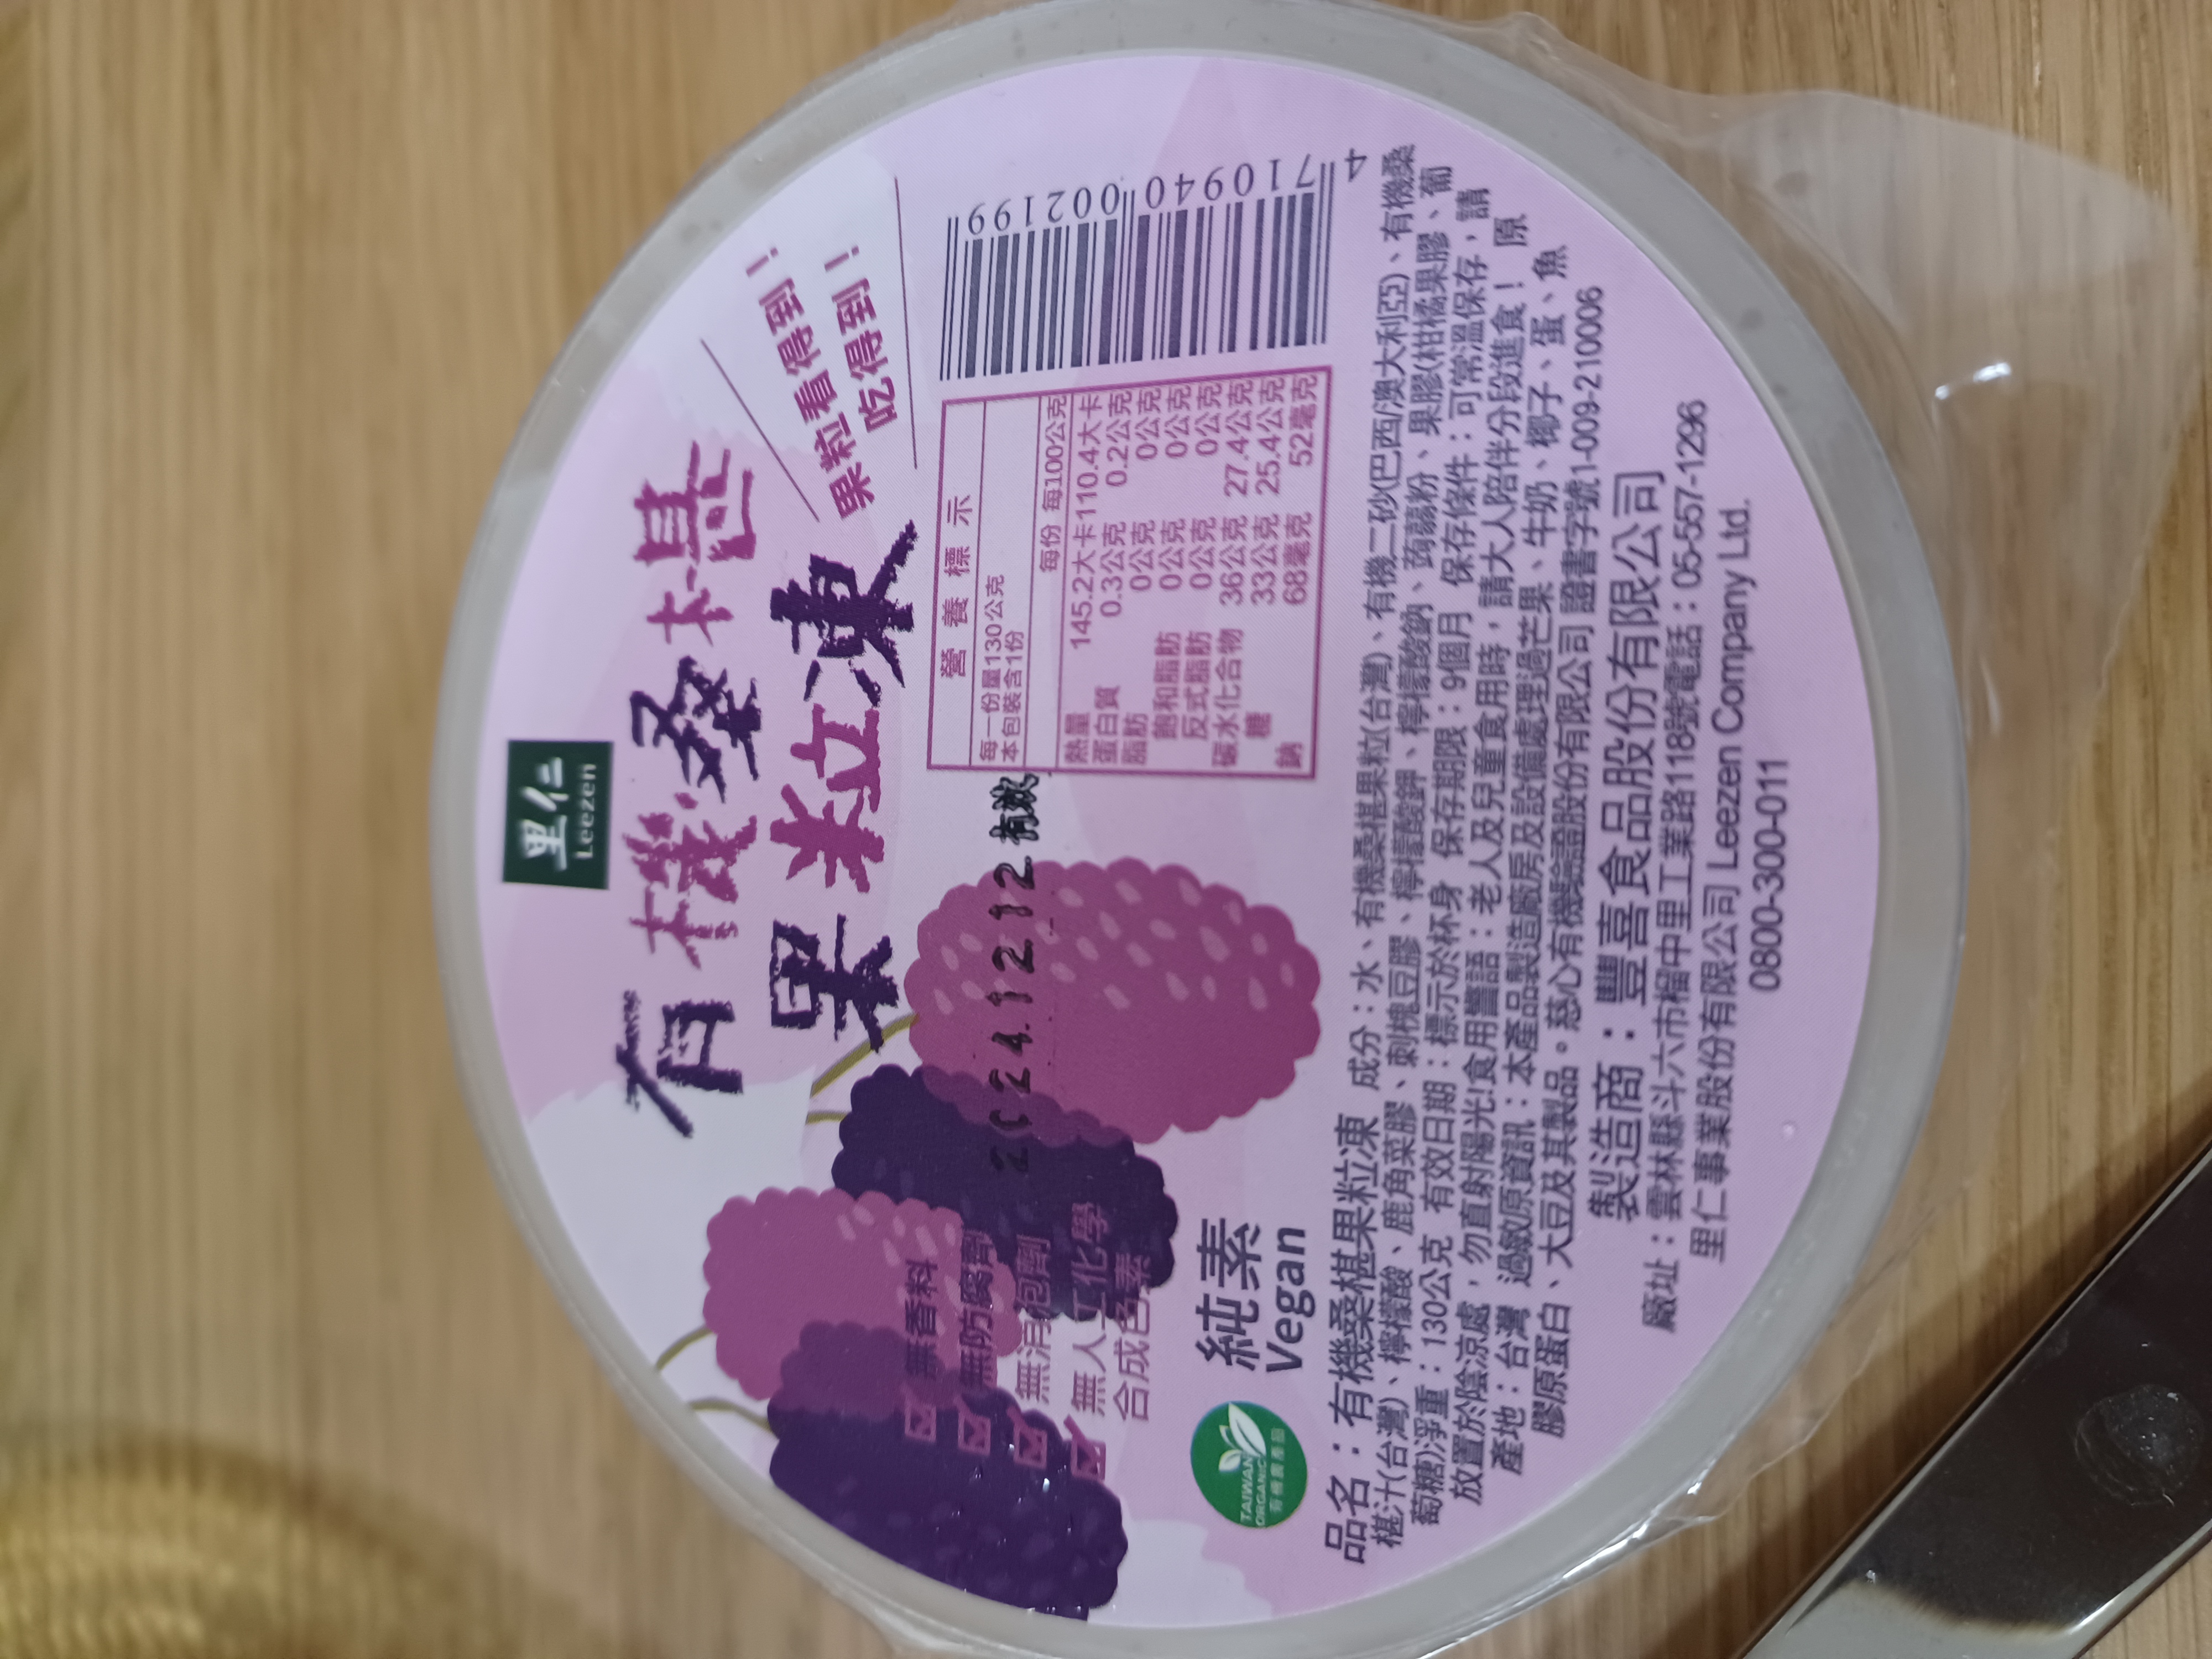 里仁
Leezen
有機桑椹
果粒凍
果粒看得到！
吃得到！
無香料
無防腐劑
無消泡劑
無人工化學
合成色素
2024.12.12有效
營養標示
每一份量130公克
本包裝含1份
每份 每100公克
熱量 145.2大卡 110.4大卡
蛋白質 0.3公克 0.2公克
脂肪 0公克 0公克
飽和脂肪 0公克 0公克
反式脂肪 0公克 0公克
碳水化合物 36公克 27.4公克
糖 33公克 25.4公克
鈉 68毫克 52毫克
4 710940 002199
TAIWAN
ORGANIC
有機農產品
純素
Vegan
品名：有機桑椹果粒凍 成分：水、有機桑椹果粒(台灣)、有機二砂(巴西/澳大利亞)、有機桑
椹汁(台灣)、檸檬酸、鹿角菜膠、刺槐豆膠、檸檬酸鉀、檸檬酸鈉、蒟蒻粉、果膠(柑橘果膠、葡
萄糖)淨重：130公克 有效日期：標示於杯身 保存期限：9個月 保存條件：可常溫保存，請
放置於陰涼處，勿直射陽光!食用警語：老人及兒童食用時，請大人陪伴分段進食！ 原
產地：台灣 過敏原資訊：本產品製造廠房及設備處理過芒果、牛奶、椰子、蛋、魚
膠原蛋白、大豆及其製品。慈心有機驗證股份有限公司 證書字號1-009-210006
製造商：豐喜食品股份有限公司
廠址：雲林縣斗六市榴中里工業路118號電話：05-557-1296
里仁事業股份有限公司 Leezen Company Ltd.
0800-300-011